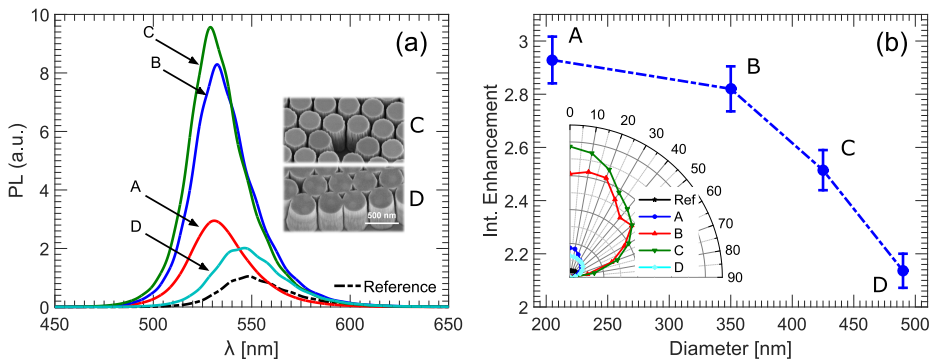 (a)
C
B
A
D
C
D
500 nm
Reference
PL (a.u.)
10
8
6
4
2
0
450
500
550
600
650
λ [nm]
(b)
A
B
C
D
0
10
20
30
40
50
60
70
80
90
Ref
A
B
C
D
Int. Enhancement
3
2.8
2.6
2.4
2.2
2
200
250
300
350
400
450
500
Diameter [nm]